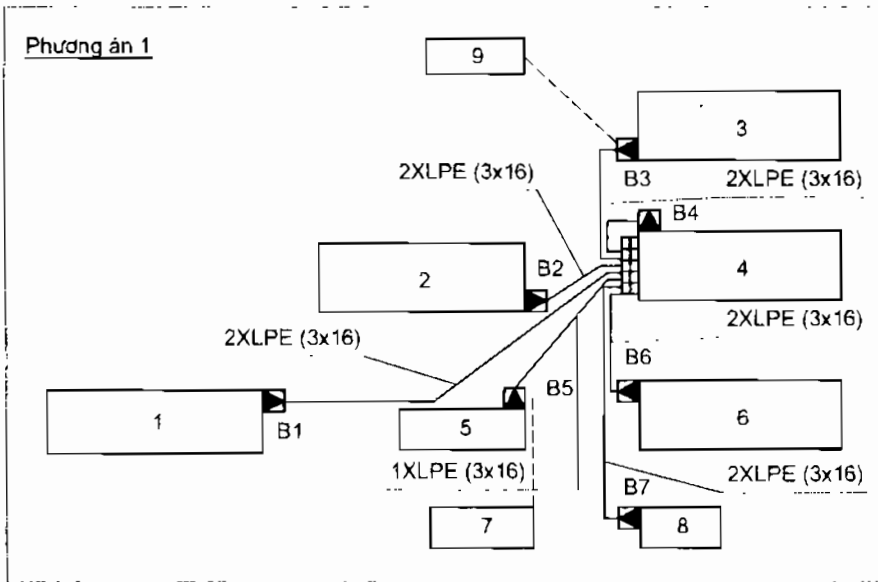 Phương án 1
9
3
2XLPE (3x16)
B3
2XLPE (3x16)
B4
2
B2
4
2XLPE (3x16)
2XLPE (3x16)
B6
1
B1
5
B5
6
1XLPE (3x16)
2XLPE (3x16)
B7
7
8